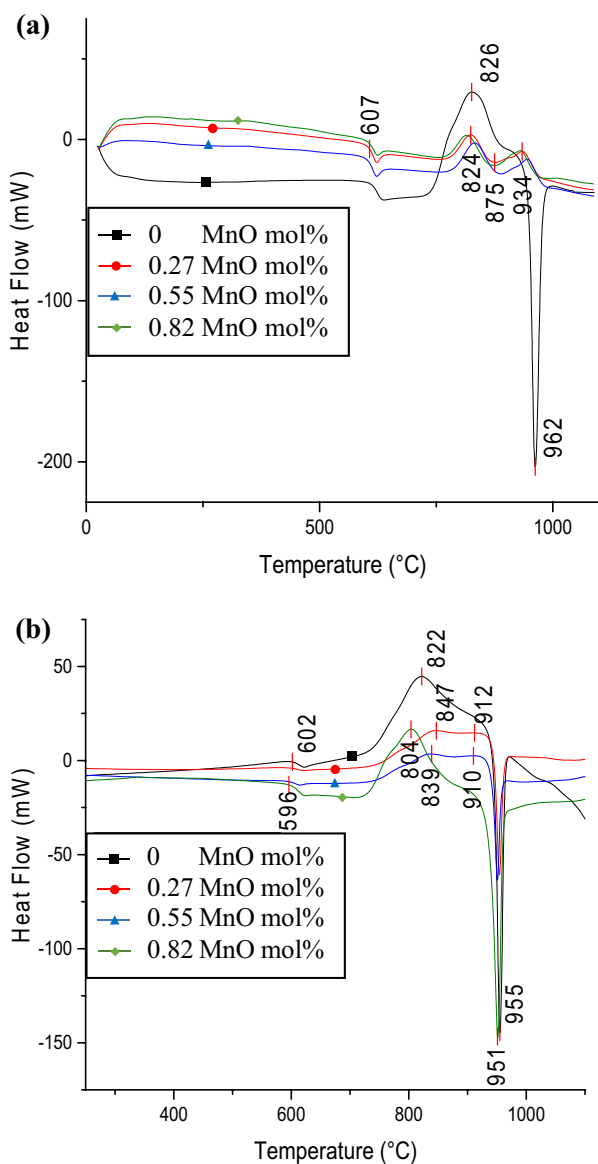 (a)
0
-100
-200
Heat Flow (mW)
607
826
824
875
934
962
0 MnO mol%
0.27 MnO mol%
0.55 MnO mol%
0.82 MnO mol%
0 500 1000
Temperature (°C)
(b)
50
0
-50
-100
-150
Heat Flow (mW)
602
596
822
847
912
804
839
910
951
955
0 MnO mol%
0.27 MnO mol%
0.55 MnO mol%
0.82 MnO mol%
400 600 800 1000
Temperature (°C)